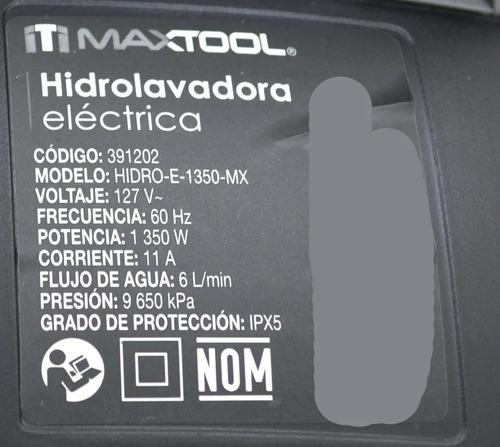 iTi MAXTOOL®
Hidrolavadora
eléctrica
CÓDIGO: 391202
MODELO: HIDRO-E-1350-MX
VOLTAJE: 127 V~
FRECUENCIA: 60 Hz
POTENCIA: 1 350 W
CORRIENTE: 11 A
FLUJO DE AGUA: 6 L/min
PRESIÓN: 9 650 kPa
GRADO DE PROTECCIÓN: IPX5
NOM